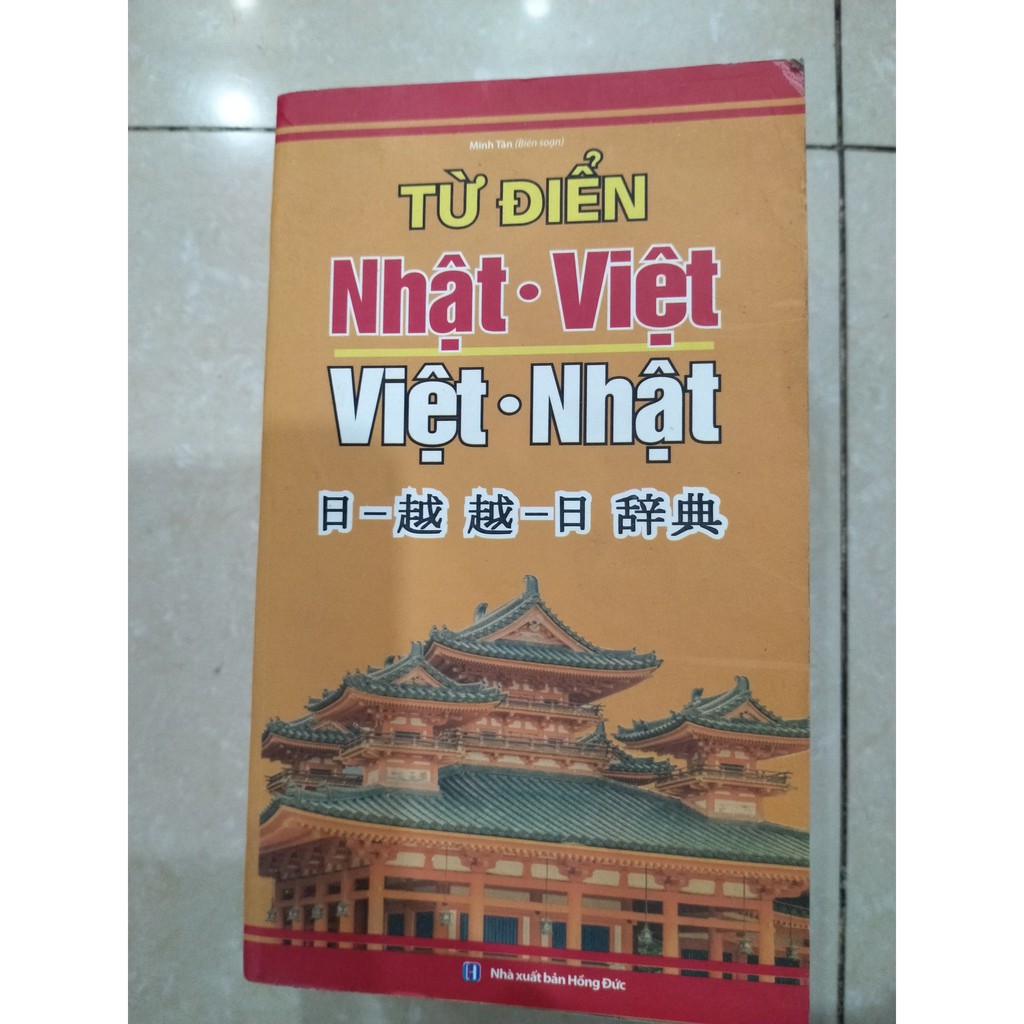 Minh Tân (Biên soạn)
TỪ ĐIỂN
Nhật · Việt
Việt · Nhật
日-越 越-日 辞典
Nhà xuất bản Hồng Đức